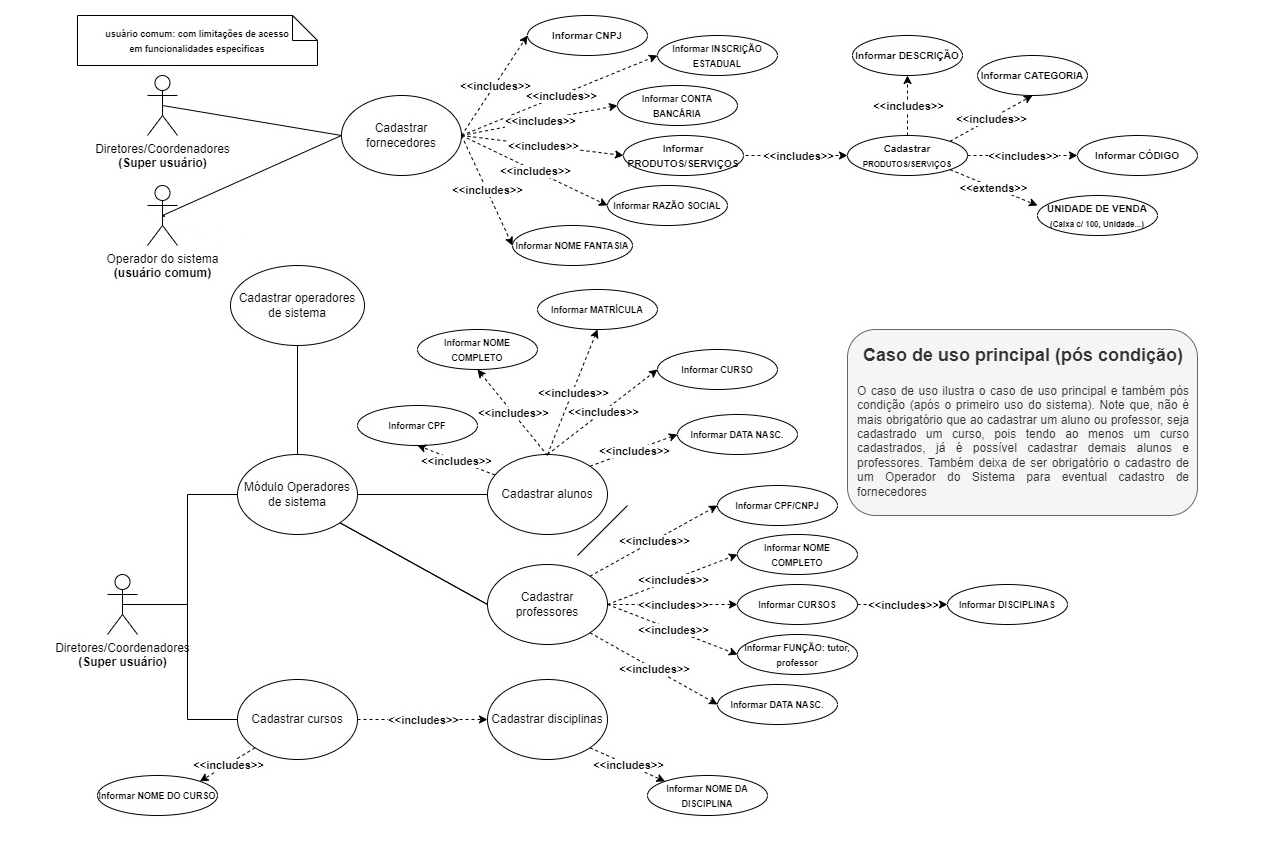 usuário comum: com limitações de acesso
em funcionalidades específicas
Diretores/Coordenadores
(Super usuário)
Operador do sistema
(usuário comum)
Cadastrar
fornecedores
<<includes>>
Informar CNPJ
<<includes>>
Informar INSCRIÇÃO
ESTADUAL
<<includes>>
Informar CONTA
BANCÁRIA
<<includes>>
Informar
PRODUTOS/SERVIÇOS
<<includes>>
Informar RAZÃO SOCIAL
<<includes>>
Informar NOME FANTASIA
<<includes>>
Cadastrar
PRODUTOS/SERVIÇOS
<<includes>>
Informar DESCRIÇÃO
<<includes>>
Informar CATEGORIA
<<includes>>
Informar CÓDIGO
<<extends>>
UNIDADE DE VENDA
(Caixa c/ 100, Unidade...)
Cadastrar operadores
de sistema
Módulo Operadores
de sistema
Diretores/Coordenadores
(Super usuário)
Cadastrar alunos
<<includes>>
Informar CPF
<<includes>>
Informar NOME
COMPLETO
<<includes>>
Informar MATRÍCULA
<<includes>>
Informar CURSO
<<includes>>
Informar DATA NASC.
Cadastrar
professores
<<includes>>
Informar CPF/CNPJ
<<includes>>
Informar NOME
COMPLETO
<<includes>>
Informar CURSOS
<<includes>>
Informar DISCIPLINAS
<<includes>>
Informar FUNÇÃO: tutor,
professor
<<includes>>
Informar DATA NASC.
Cadastrar cursos
<<includes>>
Cadastrar disciplinas
<<includes>>
Informar NOME DO CURSO
<<includes>>
Informar NOME DA
DISCIPLINA
Caso de uso principal (pós condição)
O caso de uso ilustra o caso de uso principal e também pós
condição (após o primeiro uso do sistema). Note que, não é
mais obrigatório que ao cadastrar um aluno ou professor, seja
cadastrado um curso, pois tendo ao menos um curso
cadastrados, já é possível cadastrar demais alunos e
professores. Também deixa de ser obrigatório o cadastro de
um Operador do Sistema para eventual cadastro de
fornecedores